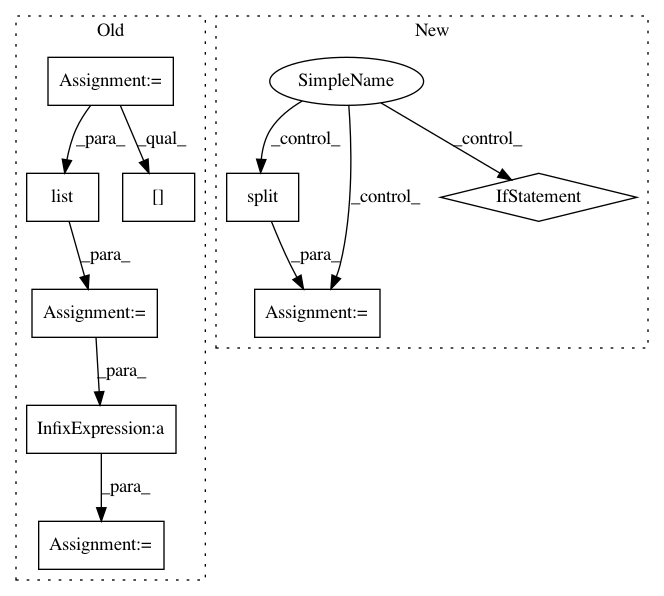 Old
New
Assignment:=
SimpleName
_para_
_qual_
_control_
_control_
list
[]
split
_control_
IfStatement
_para_
_para_
Assignment:=
Assignment:=
_para_
InfixExpression:a
_para_
Assignment:=